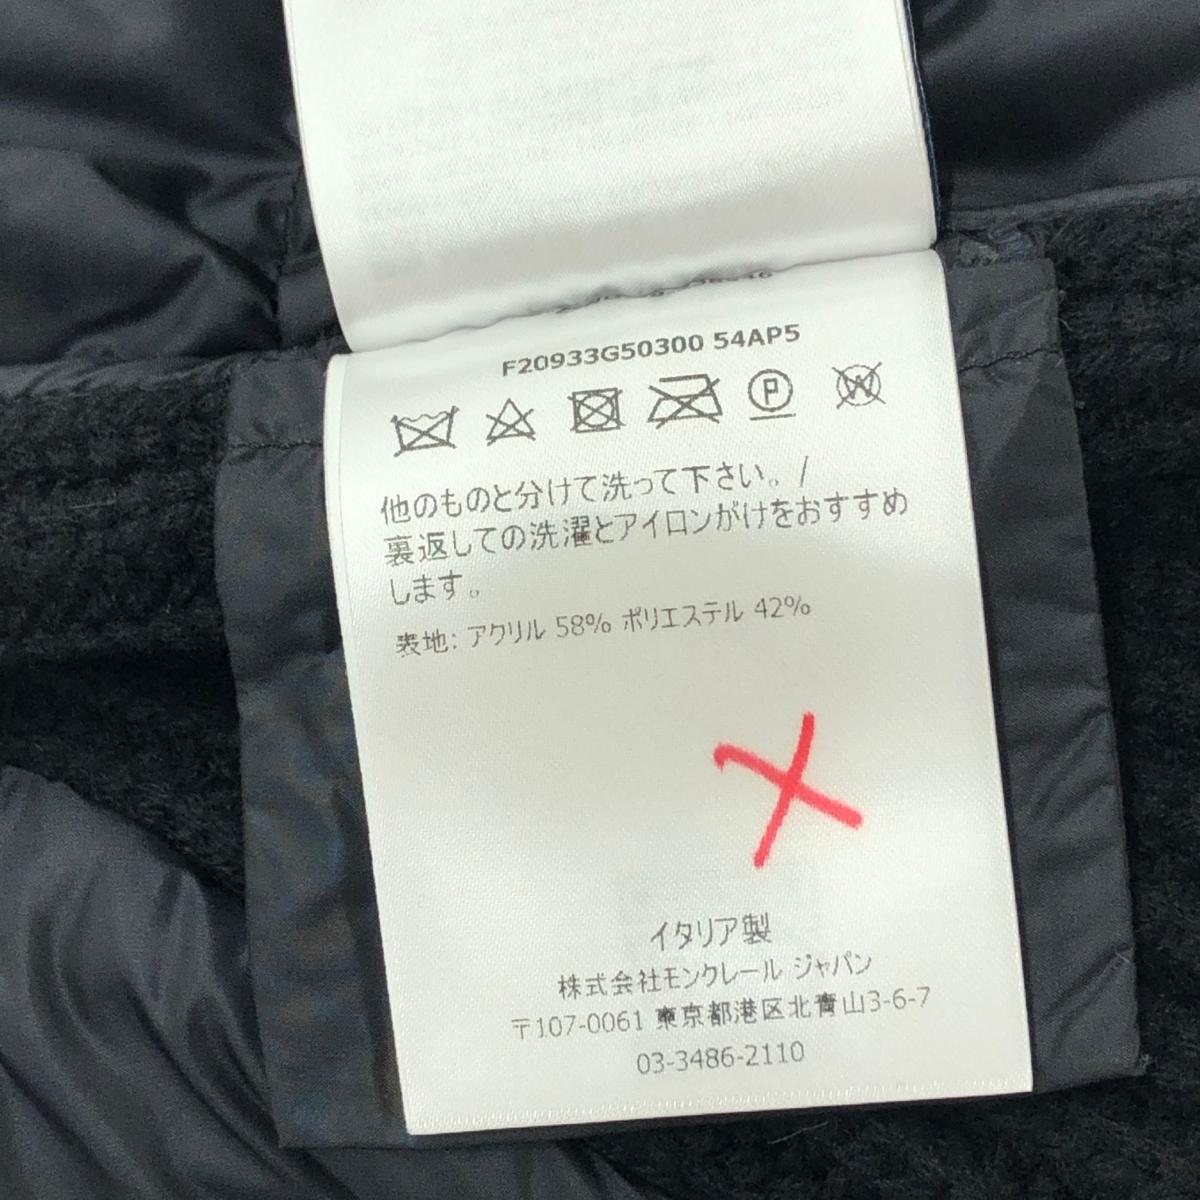 F20933G50300 54AP5
他のものと分けて洗って下さい。/
裏返しての洗濯とアイロンがけをおすすめ
します。
表地: アクリル 58% ポリエステル 42%
イタリア製
株式会社モンクレール ジャパン
〒107-0061 東京都港区北青山3-6-7
03-3486-2110